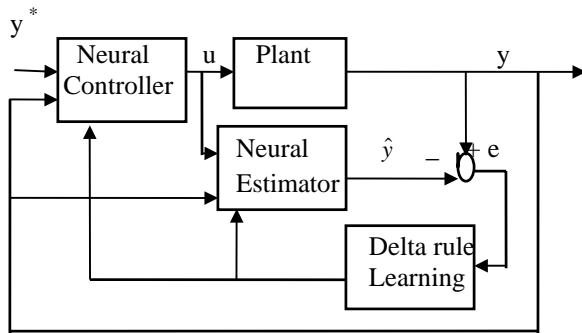 y*
Neural
Controller
u
Plant
y
Neural
Estimator
ŷ
−
+
e
Delta rule
Learning